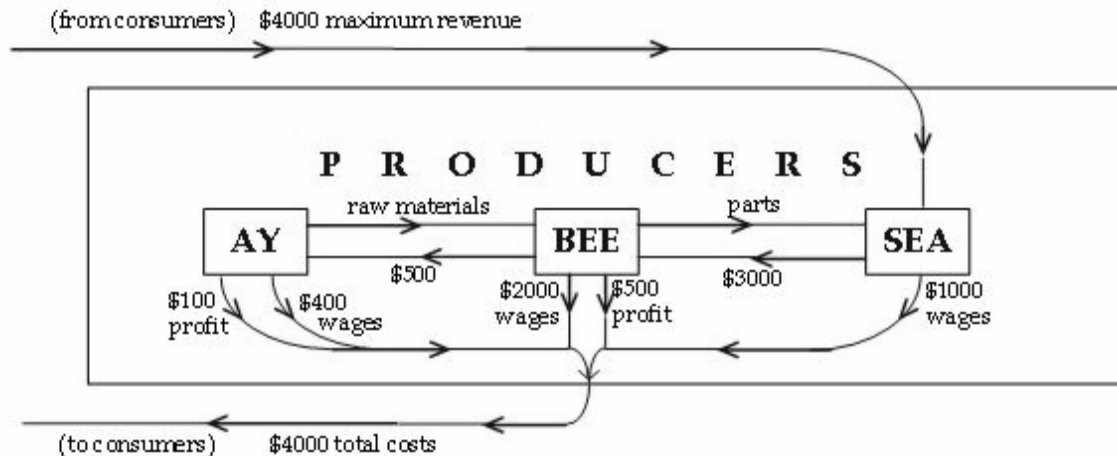 (from consumers) $4000 maximum revenue
P R O D U C E R S
raw materials
parts
AY
BEE
SEA
$500
$3000
$100
profit
$400
wages
$2000
wages
$500
profit
$1000
wages
(to consumers) $4000 total costs